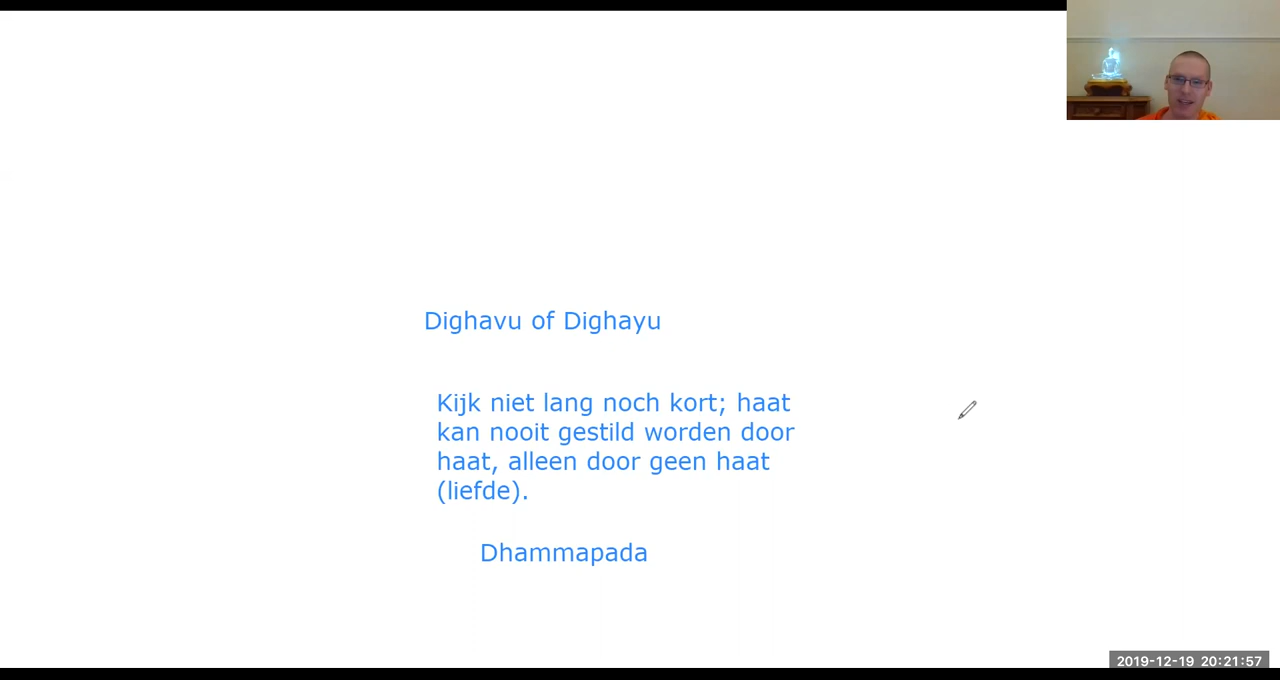 Dighavu of Dighayu
Kijk niet lang noch kort; haat
kan nooit gestild worden door
haat, alleen door geen haat
(liefde).
Dhammapada
2019-12-19 20:21:57